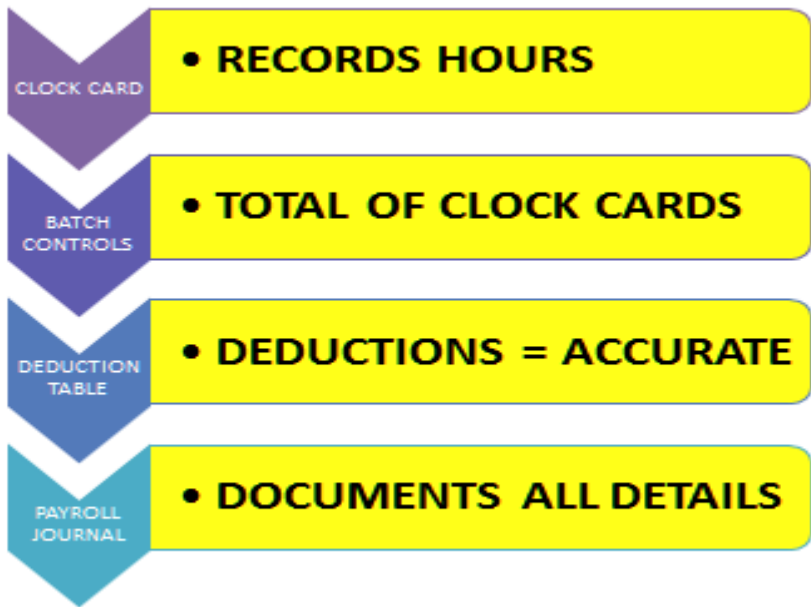 CLOCK CARD
• RECORDS HOURS
BATCH
CONTROLS
• TOTAL OF CLOCK CARDS
DEDUCTION
TABLE
• DEDUCTIONS = ACCURATE
PAYROLL
JOURNAL
• DOCUMENTS ALL DETAILS